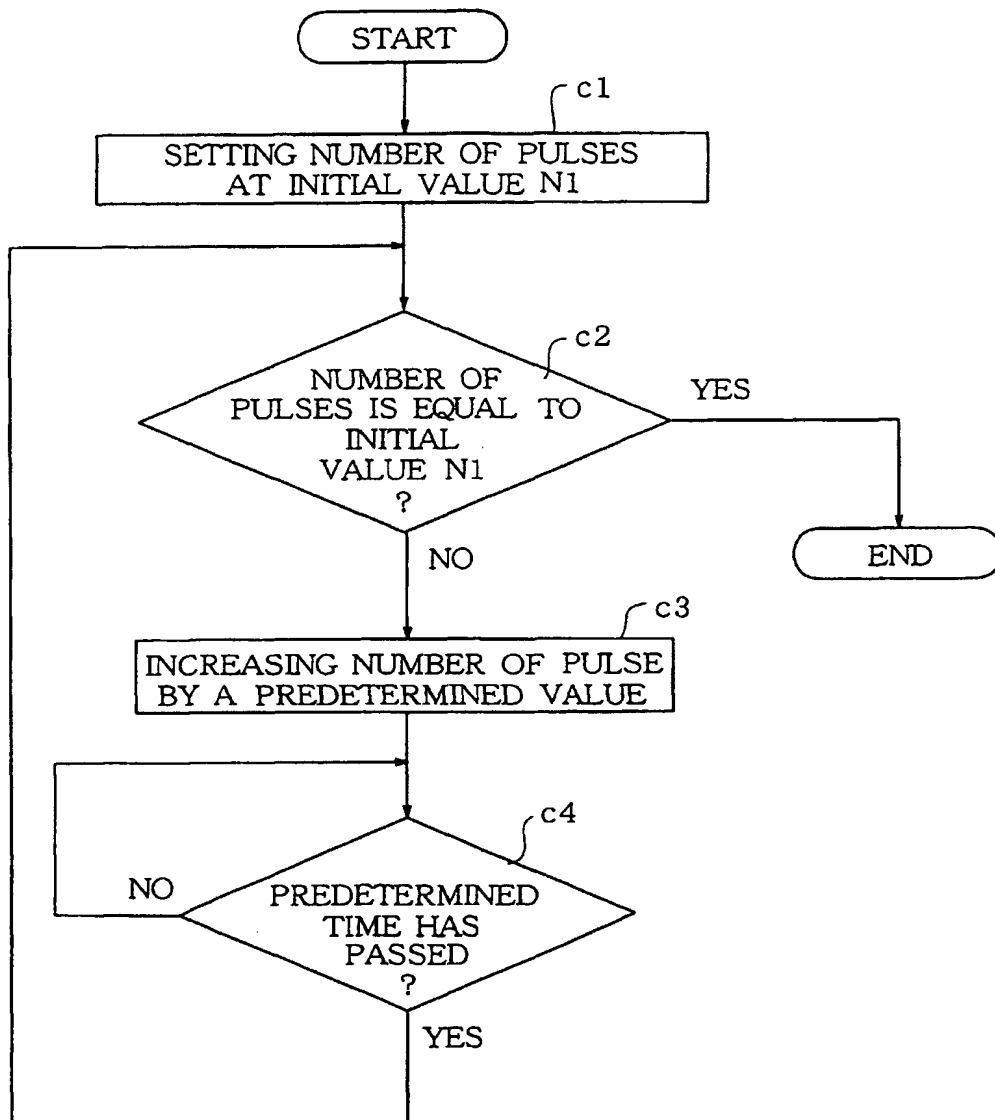 START
c1
SETTING NUMBER OF PULSES
AT INITIAL VALUE N1
c2
NUMBER OF
PULSES IS EQUAL TO
INITIAL
VALUE N1
?
YES
NO
END
c3
INCREASING NUMBER OF PULSE
BY A PREDETERMINED VALUE
c4
NO
PREDETERMINED
TIME HAS
PASSED
?
YES